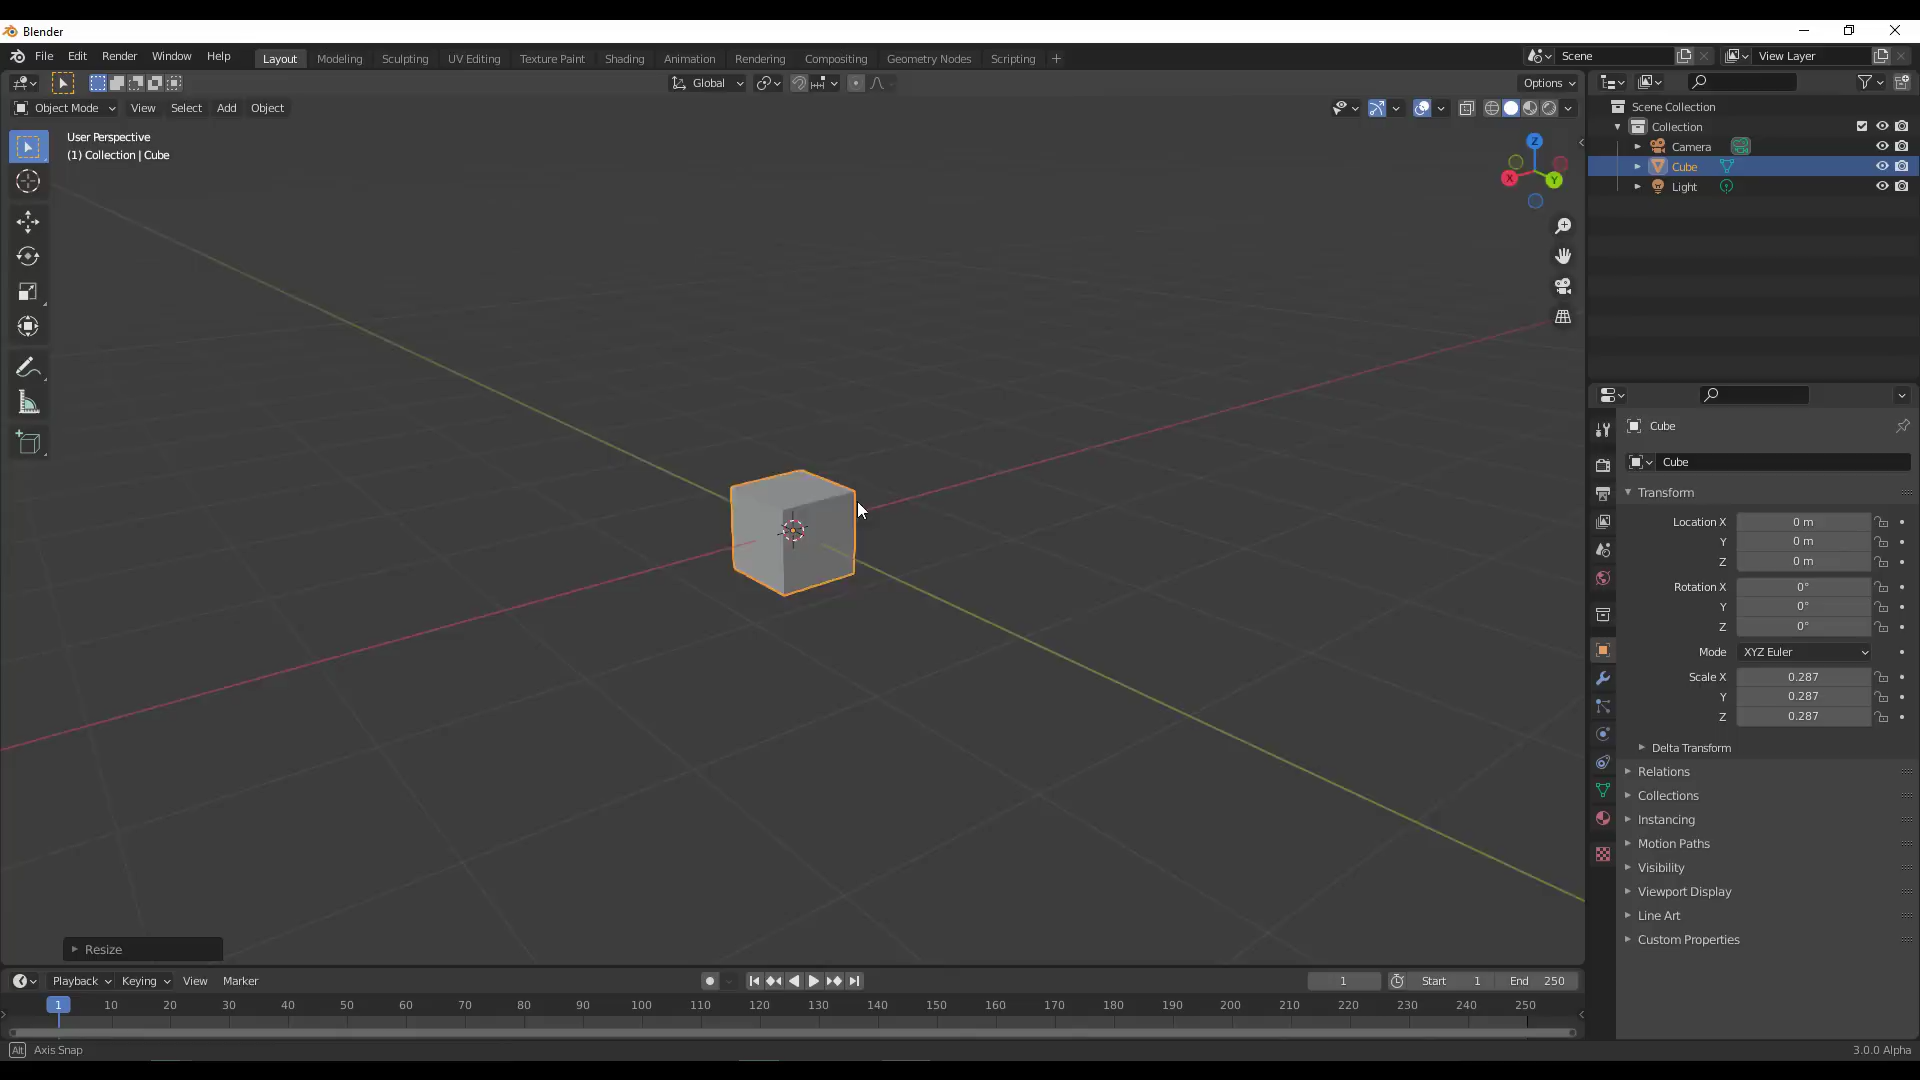 Blender
File Edit Render Window Help Layout Modeling Sculpting UV Editing Texture Paint Shading Animation Rendering Compositing Geometry Nodes Scripting + Scene View Layer
Global Options
Object Mode View Select Add Object
User Perspective
(1) Collection | Cube
Z
X
Y
Scene Collection
Collection
Camera
Cube
Light
Cube
Cube
Transform
Location X 0 m
Y 0 m
Z 0 m
Rotation X 0°
Y 0°
Z 0°
Mode XYZ Euler
Scale X 0.287
Y 0.287
Z 0.287
Delta Transform
Relations
Collections
Instancing
Motion Paths
Visibility
Viewport Display
Line Art
Custom Properties
Resize
Playback Keying View Marker 1 Start 1 End 250
1 10 20 30 40 50 60 70 80 90 100 110 120 130 140 150 160 170 180 190 200 210 220 230 240 250
Alt Axis Snap 3.0.0 Alpha